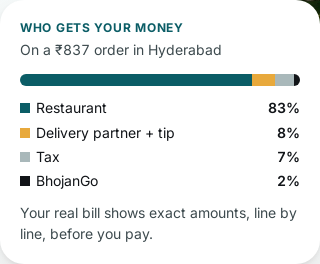 WHO GETS YOUR MONEY
On a ₹837 order in Hyderabad
Restaurant 83%
Delivery partner + tip 8%
Tax 7%
BhojanGo 2%
Your real bill shows exact amounts, line by
line, before you pay.